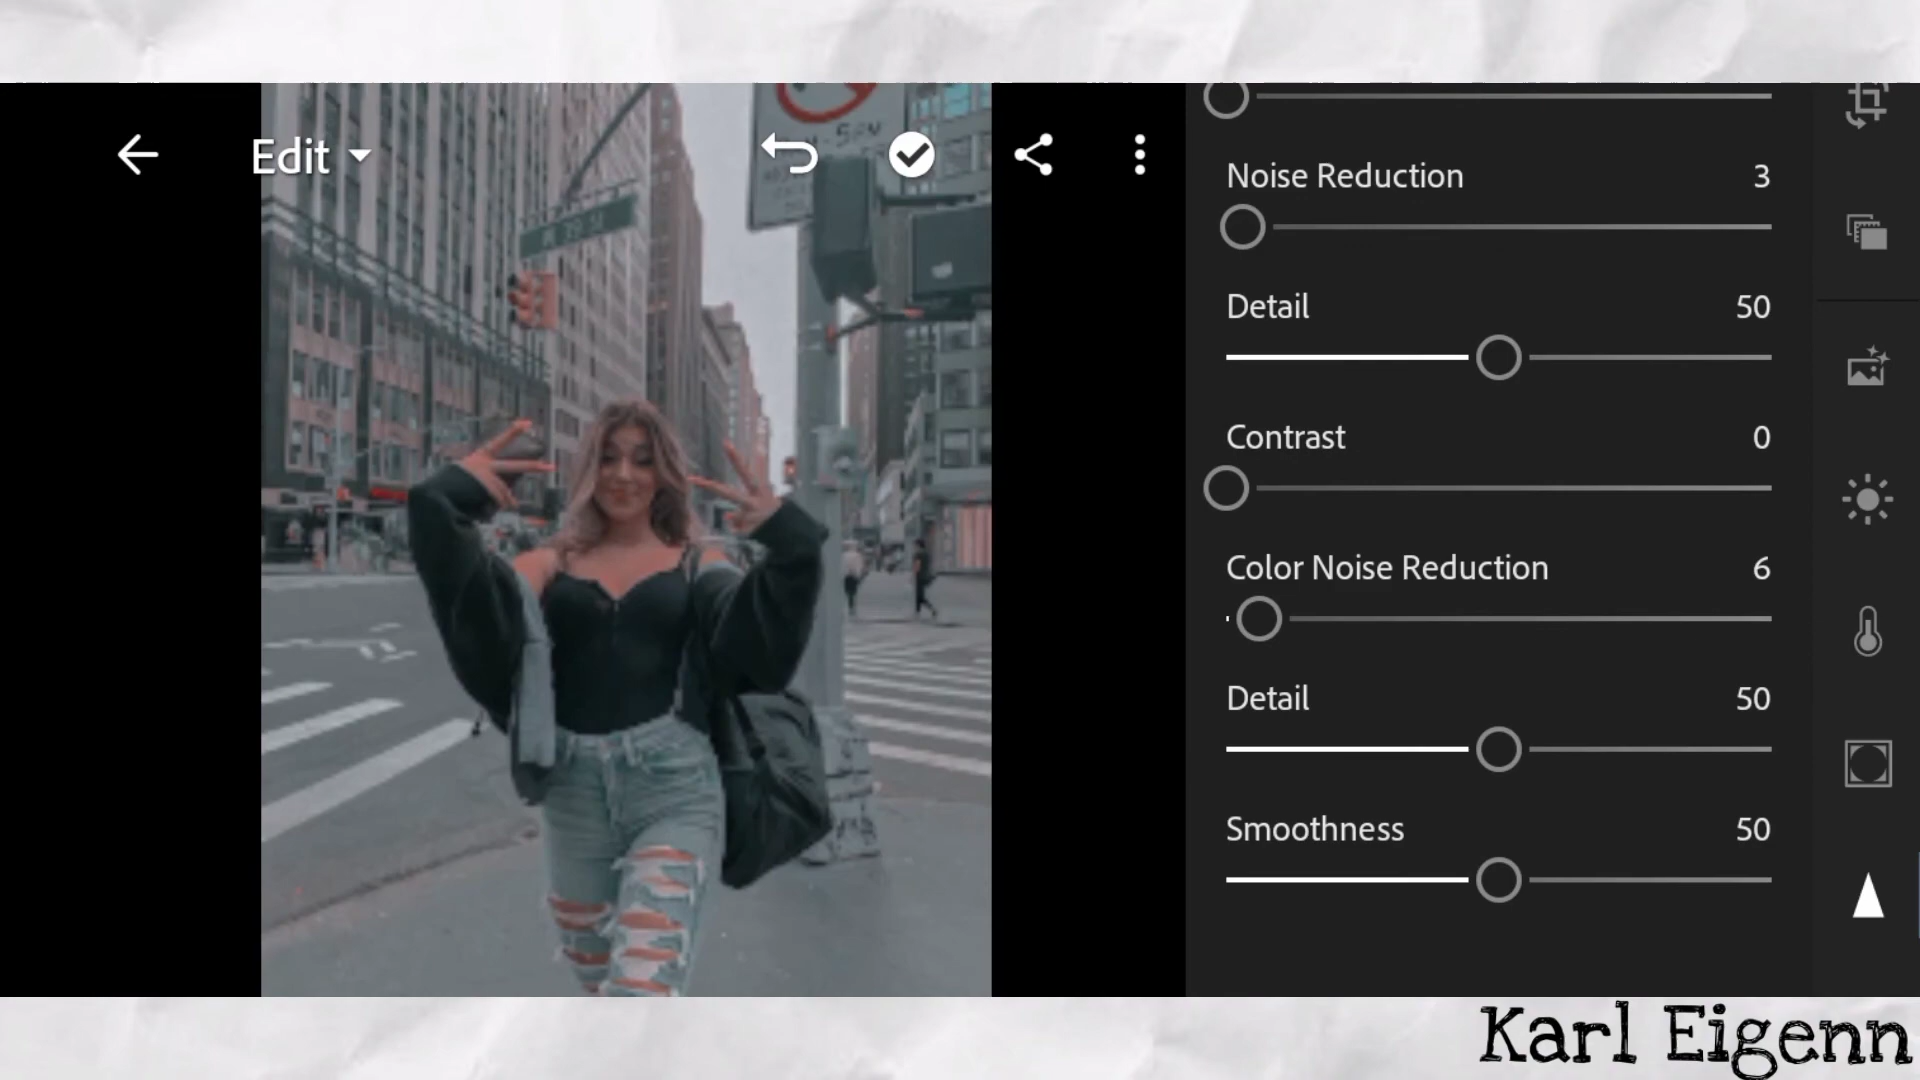 Edit
Noise Reduction 3
Detail 50
Contrast 0
Color Noise Reduction 6
Detail 50
Smoothness 50
Karl Eigenn